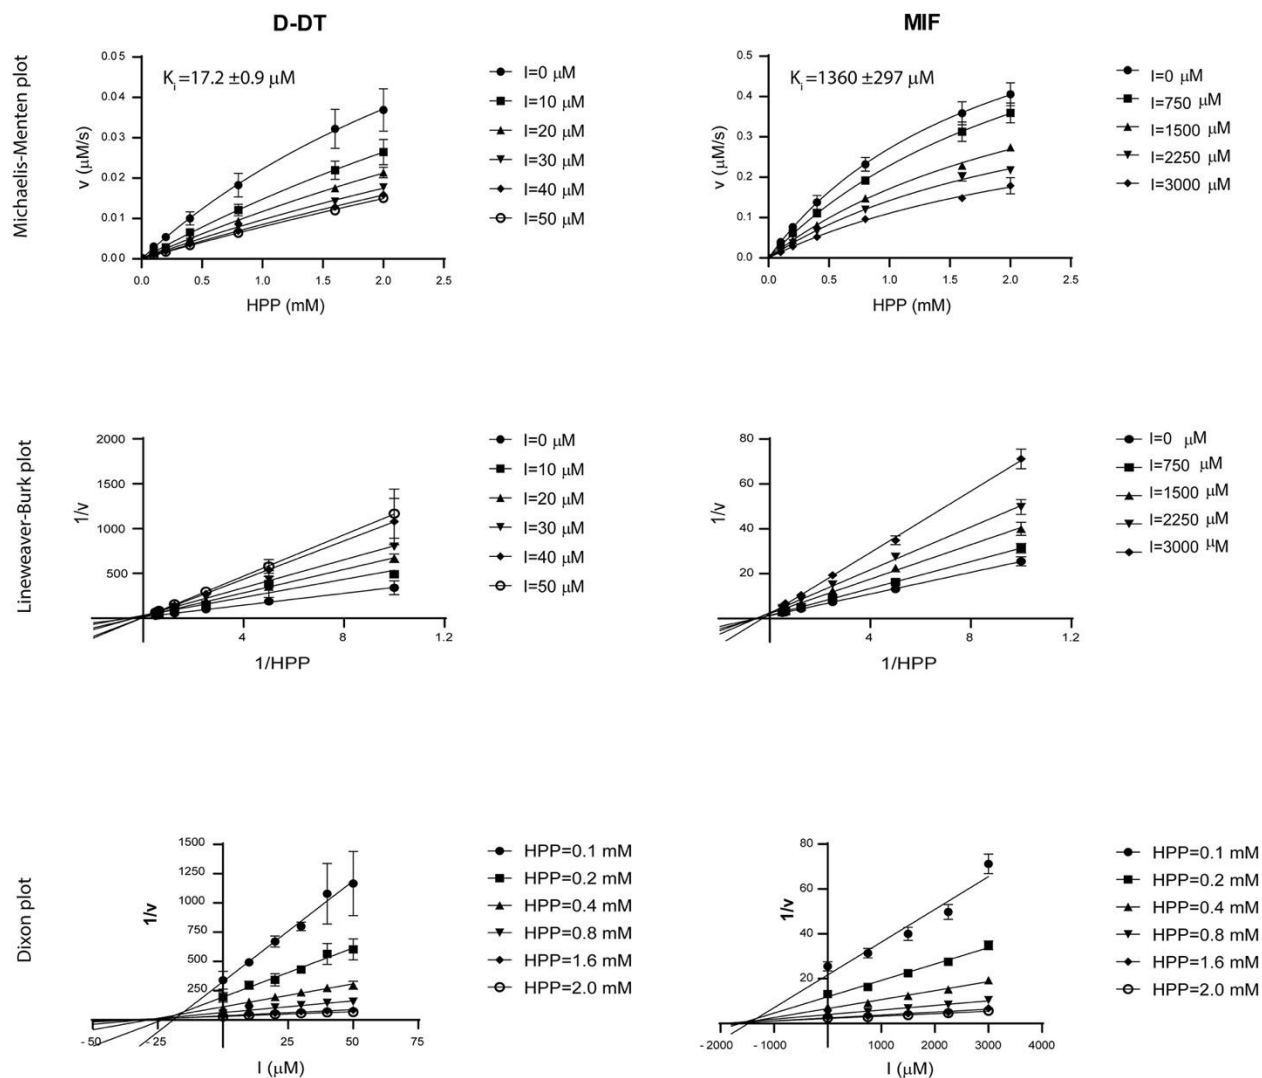 D-DT
MIF
Michaelis-Menten plot
v (μM/s)
0.05
0.04
0.03
0.02
0.01
0.00
Ki=17.2 ±0.9 μM
0.0 0.5 1.0 1.5 2.0 2.5
HPP (mM)
I=0 μM
I=10 μM
I=20 μM
I=30 μM
I=40 μM
I=50 μM
v (μM/s)
0.5
0.4
0.3
0.2
0.1
0.0
Ki=1360 ±297 μM
0.0 0.5 1.0 1.5 2.0 2.5
HPP (mM)
I=0 μM
I=750 μM
I=1500 μM
I=2250 μM
I=3000 μM
Lineweaver-Burk plot
1/v
2000
1500
1000
500
4 8 1.2
1/HPP
I=0 μM
I=10 μM
I=20 μM
I=30 μM
I=40 μM
I=50 μM
1/v
80
60
40
20
4 8 1.2
1/HPP
I=0 μM
I=750 μM
I=1500 μM
I=2250 μM
I=3000 μM
Dixon plot
1/v
1500
1250
1000
750
500
250
-50 -25 25 50 75
I (μM)
HPP=0.1 mM
HPP=0.2 mM
HPP=0.4 mM
HPP=0.8 mM
HPP=1.6 mM
HPP=2.0 mM
1/v
80
60
40
20
-2000 -1000 1000 2000 3000 4000
I (μM)
HPP=0.1 mM
HPP=0.2 mM
HPP=0.4 mM
HPP=0.8 mM
HPP=1.6 mM
HPP=2.0 mM